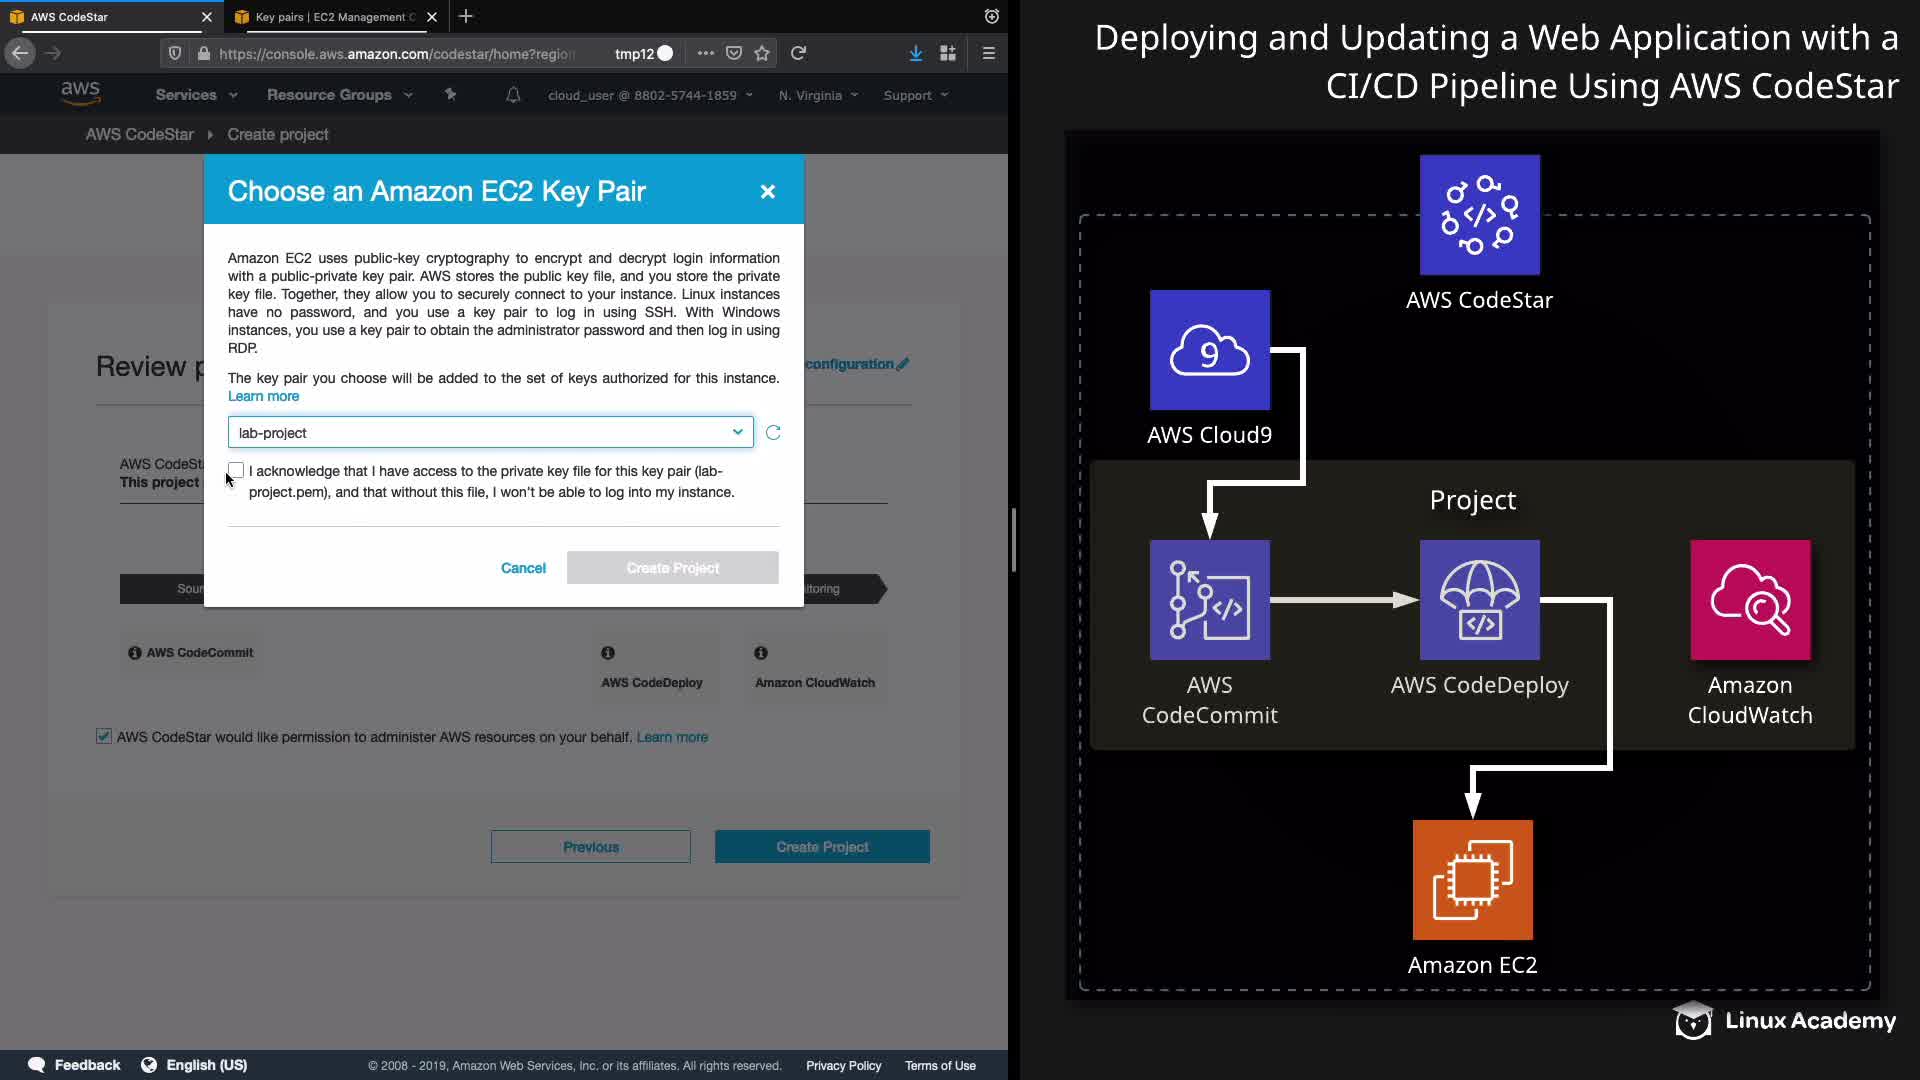 AWS CodeStar
Key pairs | EC2 Management C
https://console.aws.amazon.com/codestar/home?regio
tmp12
aws
Services
Resource Groups
cloud_user @ 8802-5744-1859
N. Virginia
Support
AWS CodeStar
Create project
Choose an Amazon EC2 Key Pair
Amazon EC2 uses public-key cryptography to encrypt and decrypt login information
with a public-private key pair. AWS stores the public key file, and you store the private
key file. Together, they allow you to securely connect to your instance. Linux instances
have no password, and you use a key pair to log in using SSH. With Windows
instances, you use a key pair to obtain the administrator password and then log in using
RDP.
The key pair you choose will be added to the set of keys authorized for this instance.
Learn more
lab-project
I acknowledge that I have access to the private key file for this key pair (lab-
project.pem), and that without this file, I won't be able to log into my instance.
Cancel
Create Project
Review p
configuration
AWS CodeSta
This project
Sour
itoring
AWS CodeCommit
AWS CodeDeploy
Amazon CloudWatch
AWS CodeStar would like permission to administer AWS resources on your behalf. Learn more
Previous
Create Project
Feedback
English (US)
© 2008 - 2019, Amazon Web Services, Inc. or its affiliates. All rights reserved.
Privacy Policy
Terms of Use
Deploying and Updating a Web Application with a
CI/CD Pipeline Using AWS CodeStar
AWS CodeStar
9
AWS Cloud9
Project
AWS
CodeCommit
AWS CodeDeploy
Amazon
CloudWatch
Amazon EC2
Linux Academy